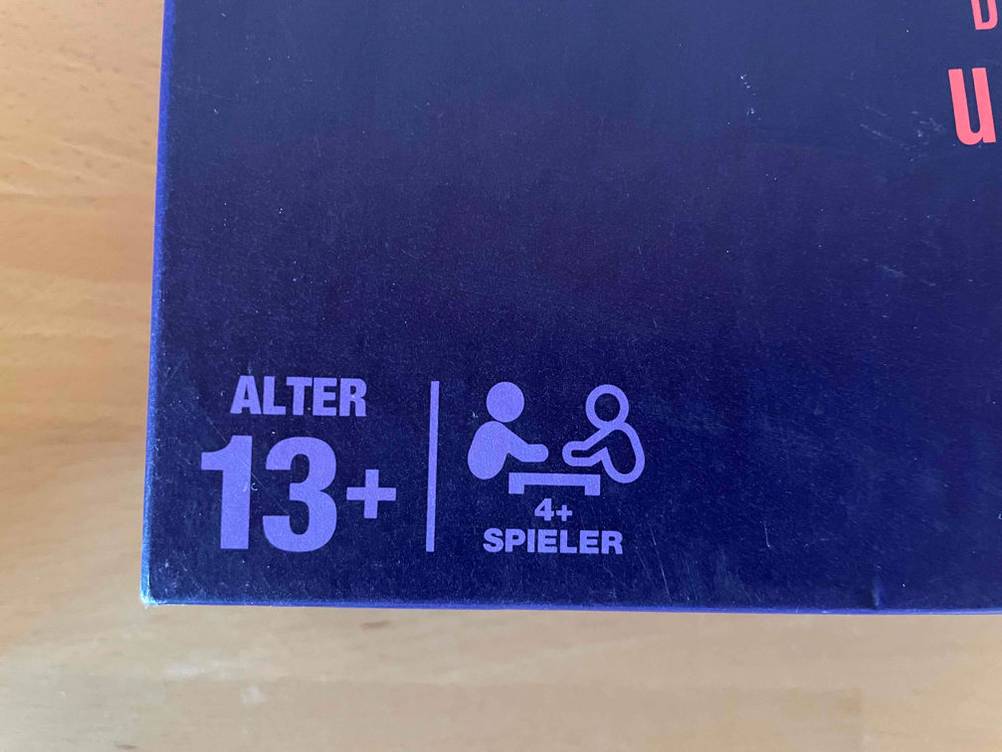 ALTER
13+
4+
SPIELER